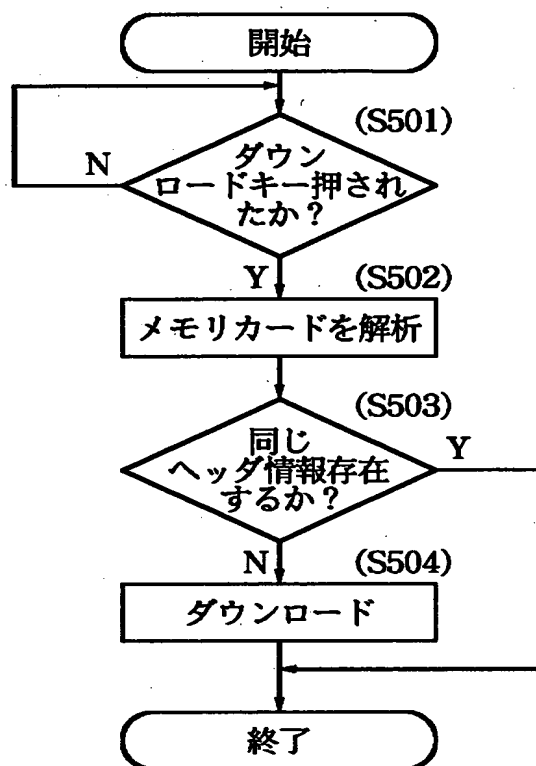 開始
(S501)
ダウン
ロードキー押され
たか？
N
Y
(S502)
メモリカードを解析
(S503)
同じ
ヘッダ情報存在
するか？
Y
N
(S504)
ダウンロード
終了